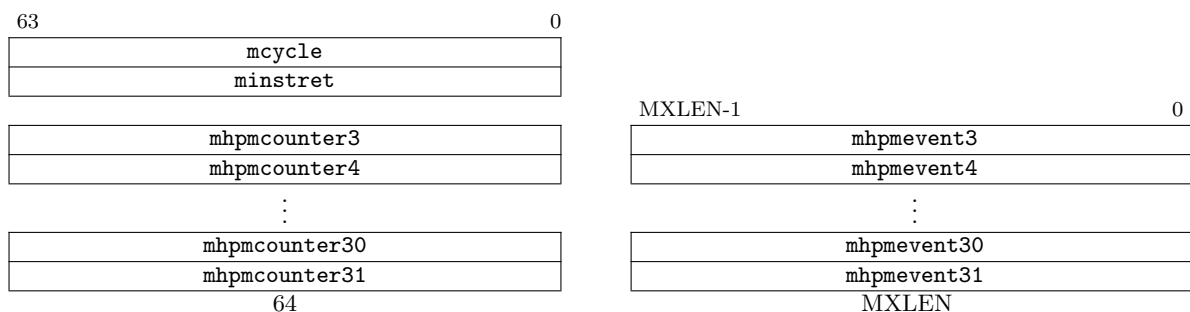 63 0
mcycle
minstret
mhpmcounter3
mhpmcounter4
⋮
mhpmcounter30
mhpmcounter31
64
MXLEN-1 0
mhpmevent3
mhpmevent4
⋮
mhpmevent30
mhpmevent31
MXLEN